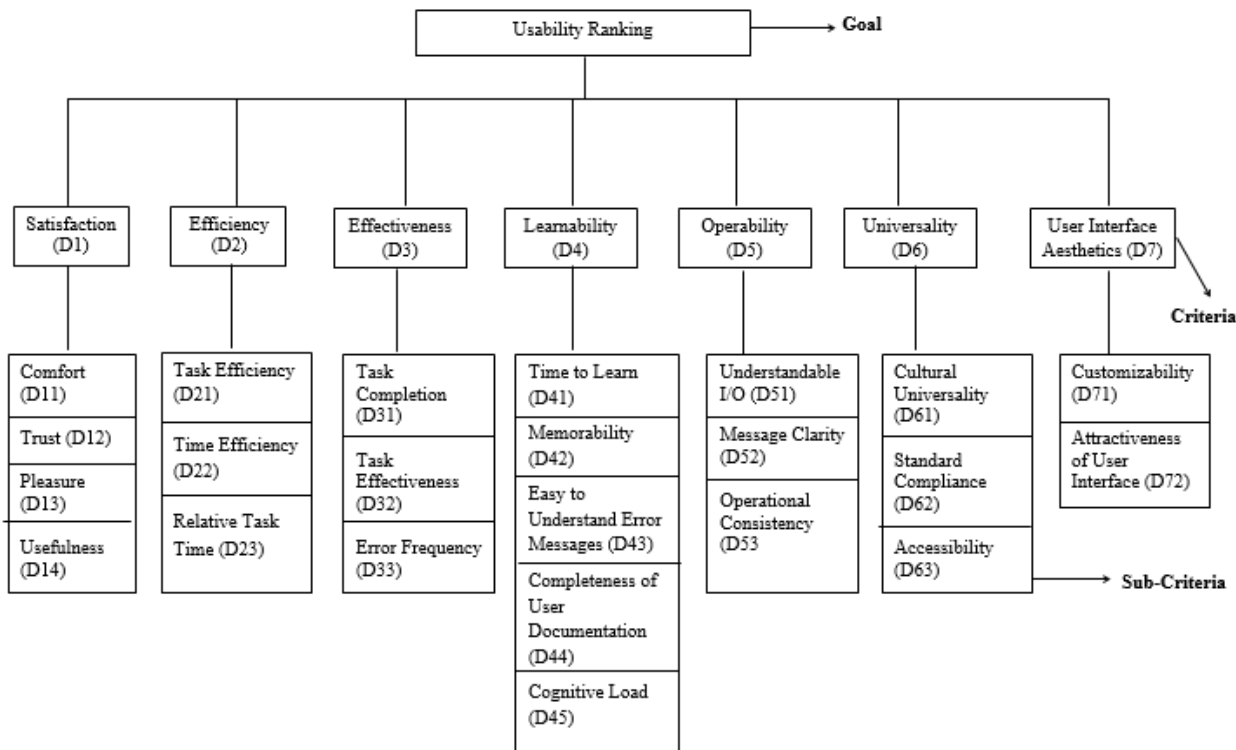 Usability Ranking
Goal
Satisfaction
(D1)
Efficiency
(D2)
Effectiveness
(D3)
Learnability
(D4)
Operability
(D5)
Universality
(D6)
User Interface
Aesthetics (D7)
Criteria
Comfort
(D11)
Trust (D12)
Pleasure
(D13)
Usefulness
(D14)
Task Efficiency
(D21)
Time Efficiency
(D22)
Relative Task
Time (D23)
Task
Completion
(D31)
Task
Effectiveness
(D32)
Error Frequency
(D33)
Time to Learn
(D41)
Memorability
(D42)
Easy to
Understand Error
Messages (D43)
Completeness of
User
Documentation
(D44)
Cognitive Load
(D45)
Understandable
I/O (D51)
Message Clarity
(D52)
Operational
Consistency
(D53
Cultural
Universality
(D61)
Standard
Compliance
(D62)
Accessibility
(D63)
Customizability
(D71)
Attractiveness
of User
Interface (D72)
Sub-Criteria